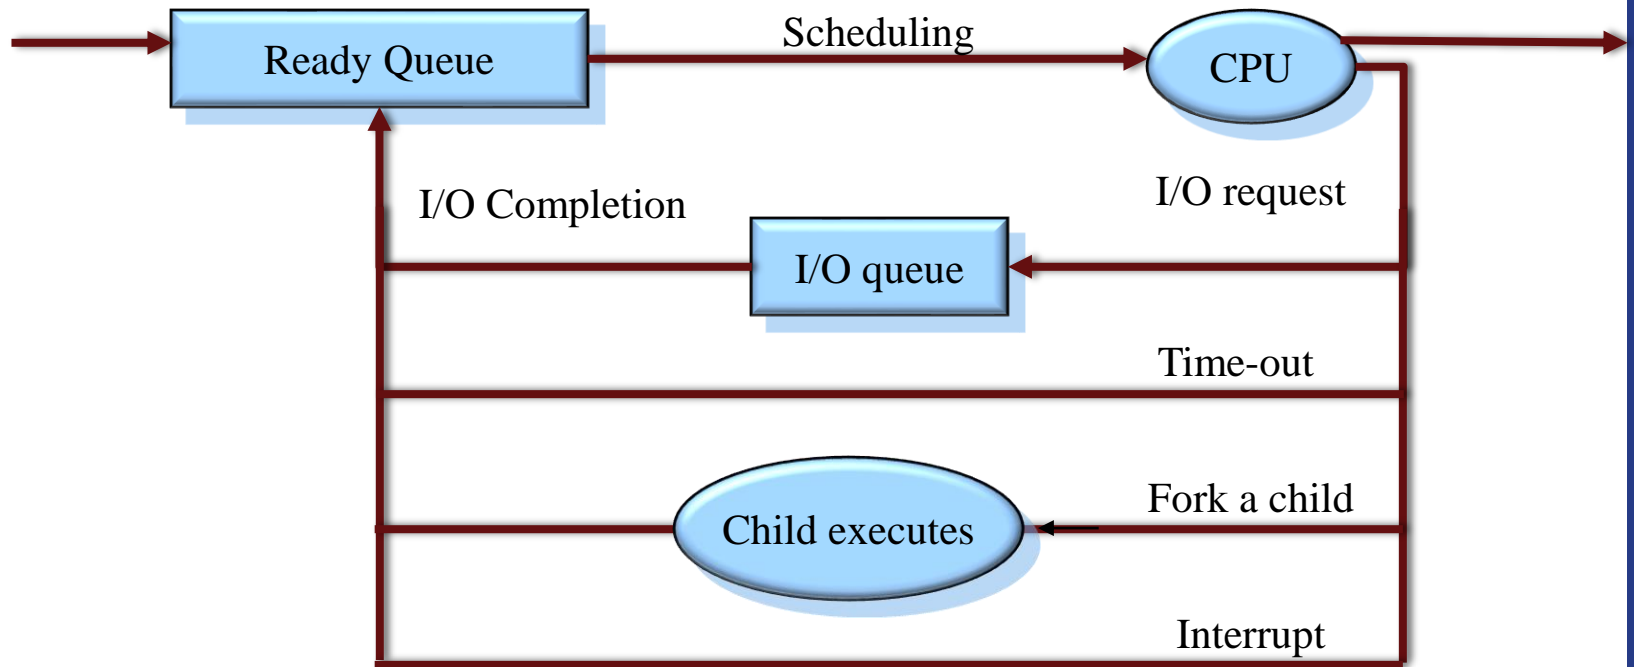 Ready Queue
Scheduling
CPU
I/O Completion
I/O request
I/O queue
Time-out
Fork a child
Child executes
Interrupt